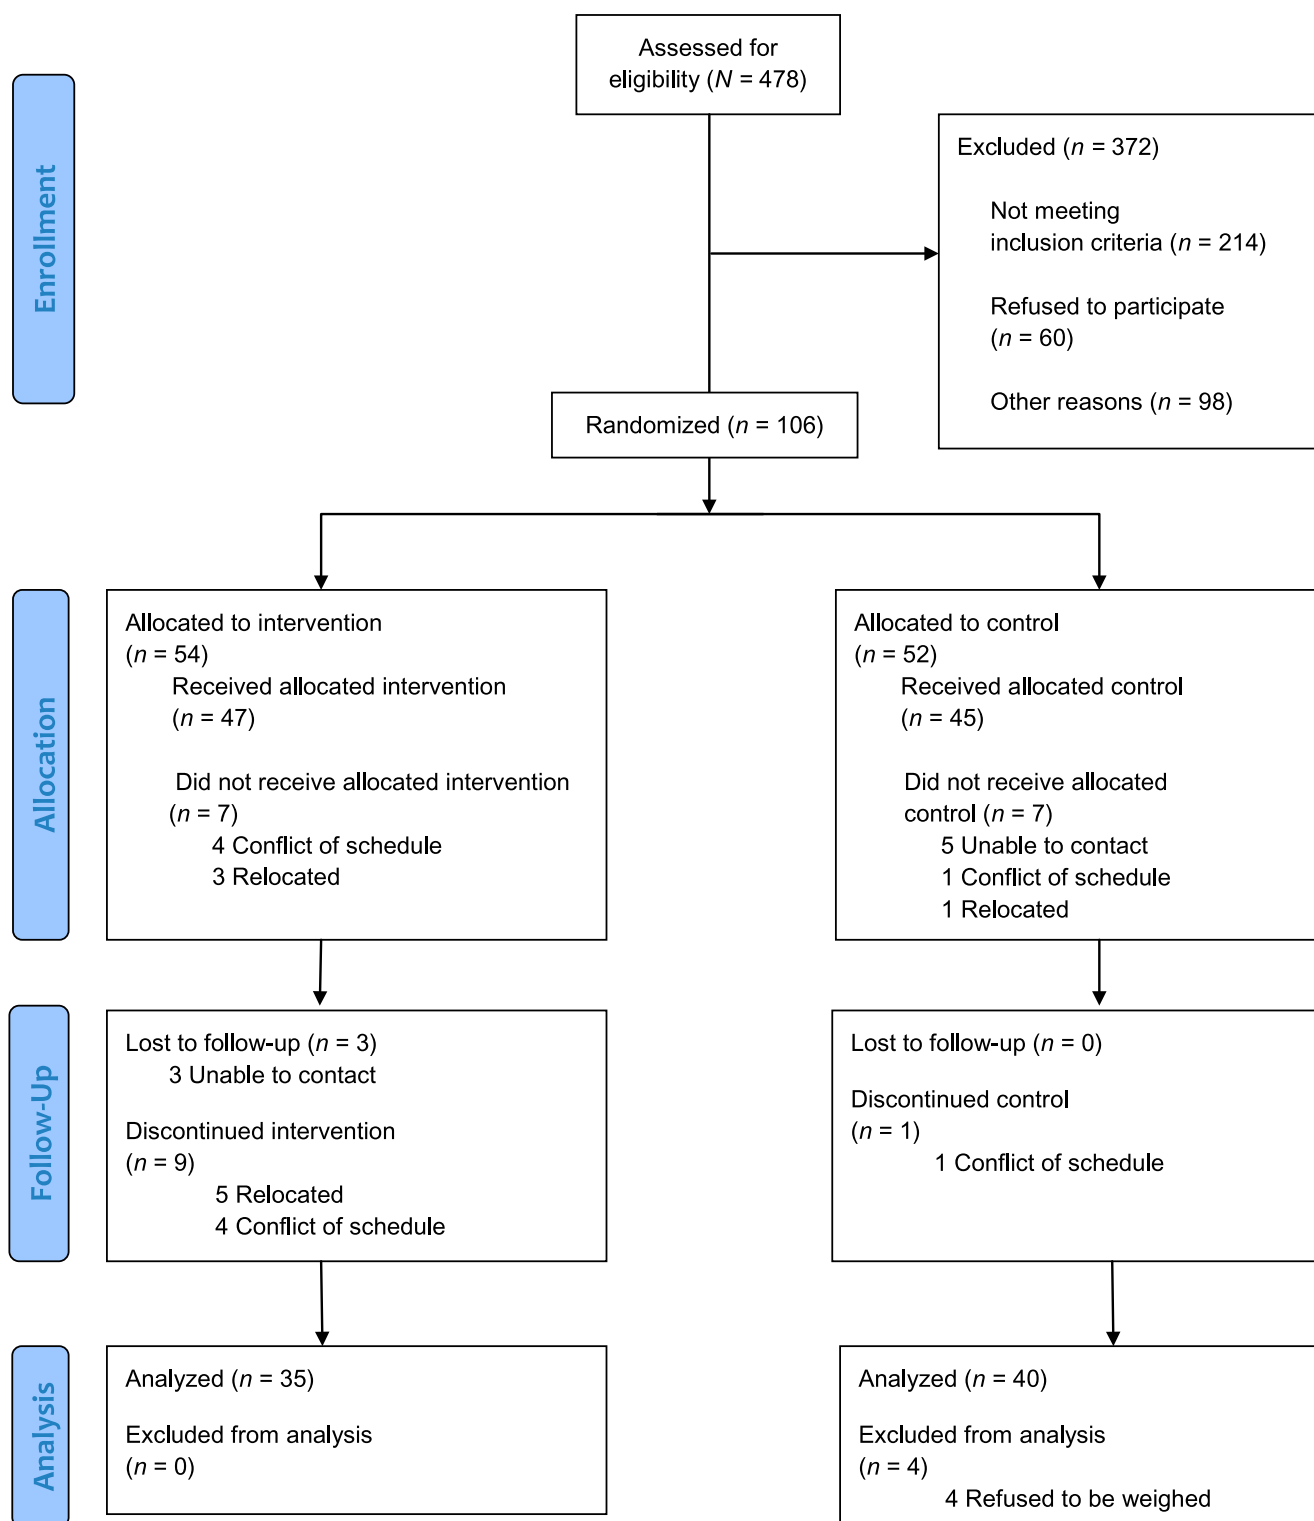 Enrollment
Assessed for
eligibility (N = 478)
Excluded (n = 372)
Not meeting
inclusion criteria (n = 214)
Refused to participate
(n = 60)
Other reasons (n = 98)
Randomized (n = 106)
Allocation
Allocated to intervention
(n = 54)
Received allocated intervention
(n = 47)
Did not receive allocated intervention
(n = 7)
4 Conflict of schedule
3 Relocated
Allocated to control
(n = 52)
Received allocated control
(n = 45)
Did not receive allocated
control (n = 7)
5 Unable to contact
1 Conflict of schedule
1 Relocated
Follow-Up
Lost to follow-up (n = 3)
3 Unable to contact
Discontinued intervention
(n = 9)
5 Relocated
4 Conflict of schedule
Lost to follow-up (n = 0)
Discontinued control
(n = 1)
1 Conflict of schedule
Analysis
Analyzed (n = 35)
Excluded from analysis
(n = 0)
Analyzed (n = 40)
Excluded from analysis
(n = 4)
4 Refused to be weighed